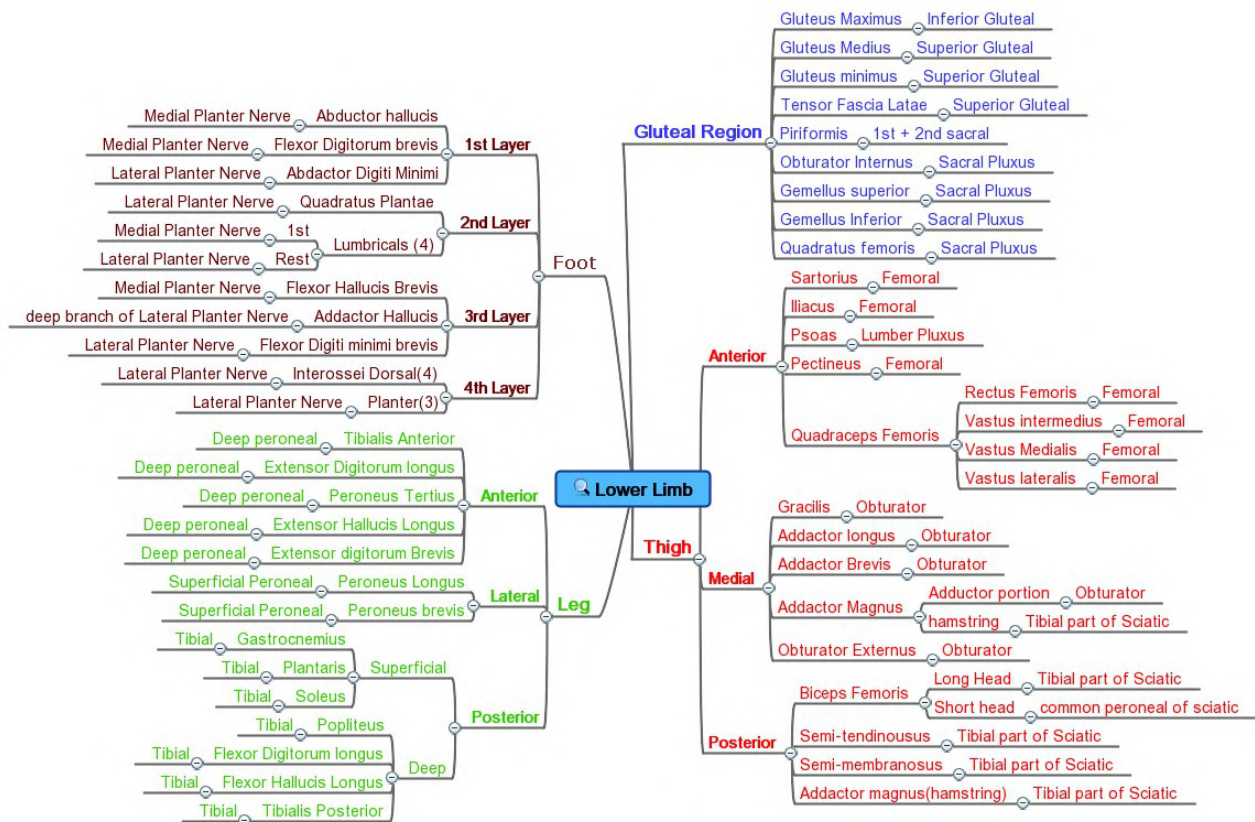 Lower Limb
Gluteal Region
Gluteus Maximus Inferior Gluteal
Gluteus Medius Superior Gluteal
Gluteus minimus Superior Gluteal
Tensor Fascia Latae Superior Gluteal
Piriformis 1st + 2nd sacral
Obturator Internus Sacral Pluxus
Gemellus superior Sacral Pluxus
Gemellus Inferior Sacral Pluxus
Quadratus femoris Sacral Pluxus
Thigh
Anterior
Sartorius Femoral
Iliacus Femoral
Psoas Lumber Pluxus
Pectineus Femoral
Quadraceps Femoris
Rectus Femoris Femoral
Vastus intermedius Femoral
Vastus Medialis Femoral
Vastus lateralis Femoral
Medial
Gracilis Obturator
Addactor longus Obturator
Addactor Brevis Obturator
Addactor Magnus
Adductor portion Obturator
hamstring Tibial part of Sciatic
Obturator Externus Obturator
Posterior
Biceps Femoris
Long Head Tibial part of Sciatic
Short head common peroneal of sciatic
Semi-tendinousus Tibial part of Sciatic
Semi-membranosus Tibial part of Sciatic
Addactor magnus(hamstring) Tibial part of Sciatic
Foot
1st Layer
Medial Planter Nerve Abductor hallucis
Medial Planter Nerve Flexor Digitorum brevis
Lateral Planter Nerve Abdactor Digiti Minimi
2nd Layer
Lateral Planter Nerve Quadratus Plantae
Lumbricals (4)
Medial Planter Nerve 1st
Lateral Planter Nerve Rest
3rd Layer
Medial Planter Nerve Flexor Hallucis Brevis
deep branch of Lateral Planter Nerve Addactor Hallucis
Lateral Planter Nerve Flexor Digiti minimi brevis
4th Layer
Lateral Planter Nerve Interossei Dorsal(4)
Lateral Planter Nerve Planter(3)
Leg
Anterior
Deep peroneal Tibialis Anterior
Deep peroneal Extensor Digitorum longus
Deep peroneal Peroneus Tertius
Deep peroneal Extensor Hallucis Longus
Deep peroneal Extensor digitorum Brevis
Lateral
Superficial Peroneal Peroneus Longus
Superficial Peroneal Peroneus brevis
Posterior
Superficial
Tibial Gastrocnemius
Tibial Plantaris
Tibial Soleus
Deep
Tibial Popliteus
Tibial Flexor Digitorum longus
Tibial Flexor Hallucis Longus
Tibial Tibialis Posterior